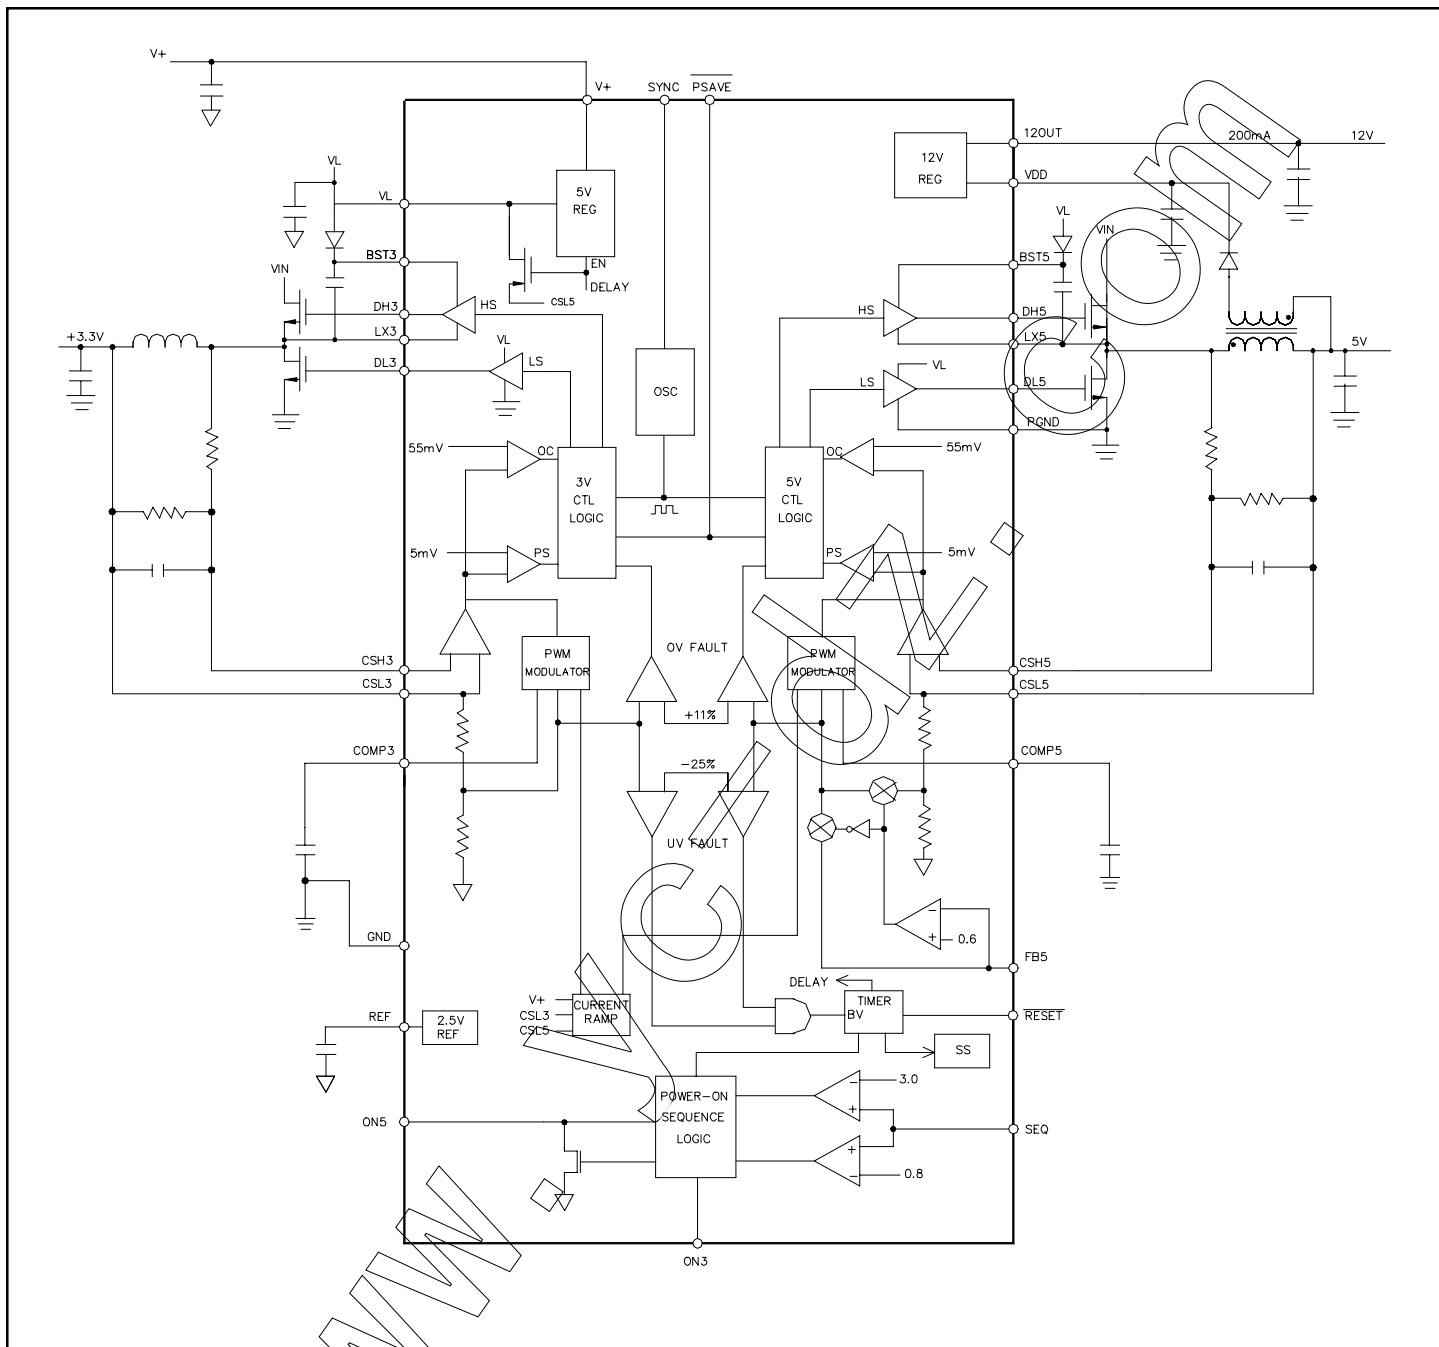 V+
V+
SYNC
PSAVE
12OUT
200mA
12V
12V
REG
VL
VDD
VL
5V
REG
VL
VIN
BST3
EN
BST5
VIN
DELAY
CSL5
DH3
HS
HS
DH5
+3.3V
LX3
LX5
5V
VL
DL3
LS
VL
LS
DL5
OSC
PGND
55mV
OC
OC
55mV
3V
CTL
LOGIC
5V
CTL
LOGIC
5mV
PS
PS
5mV
OV FAULT
PWM
MODULATOR
PWM
MODULATOR
CSH3
CSH5
CSL3
CSL5
+11%
COMP3
COMP5
-25%
UV FAULT
GND
0.6
FB5
DELAY
V+
CSL3
CSL5
CURRENT
RAMP
TIMER
BV
REF
2.5V
REF
RESET
SS
3.0
POWER-ON
SEQUENCE
LOGIC
ON5
SEQ
0.8
ON3